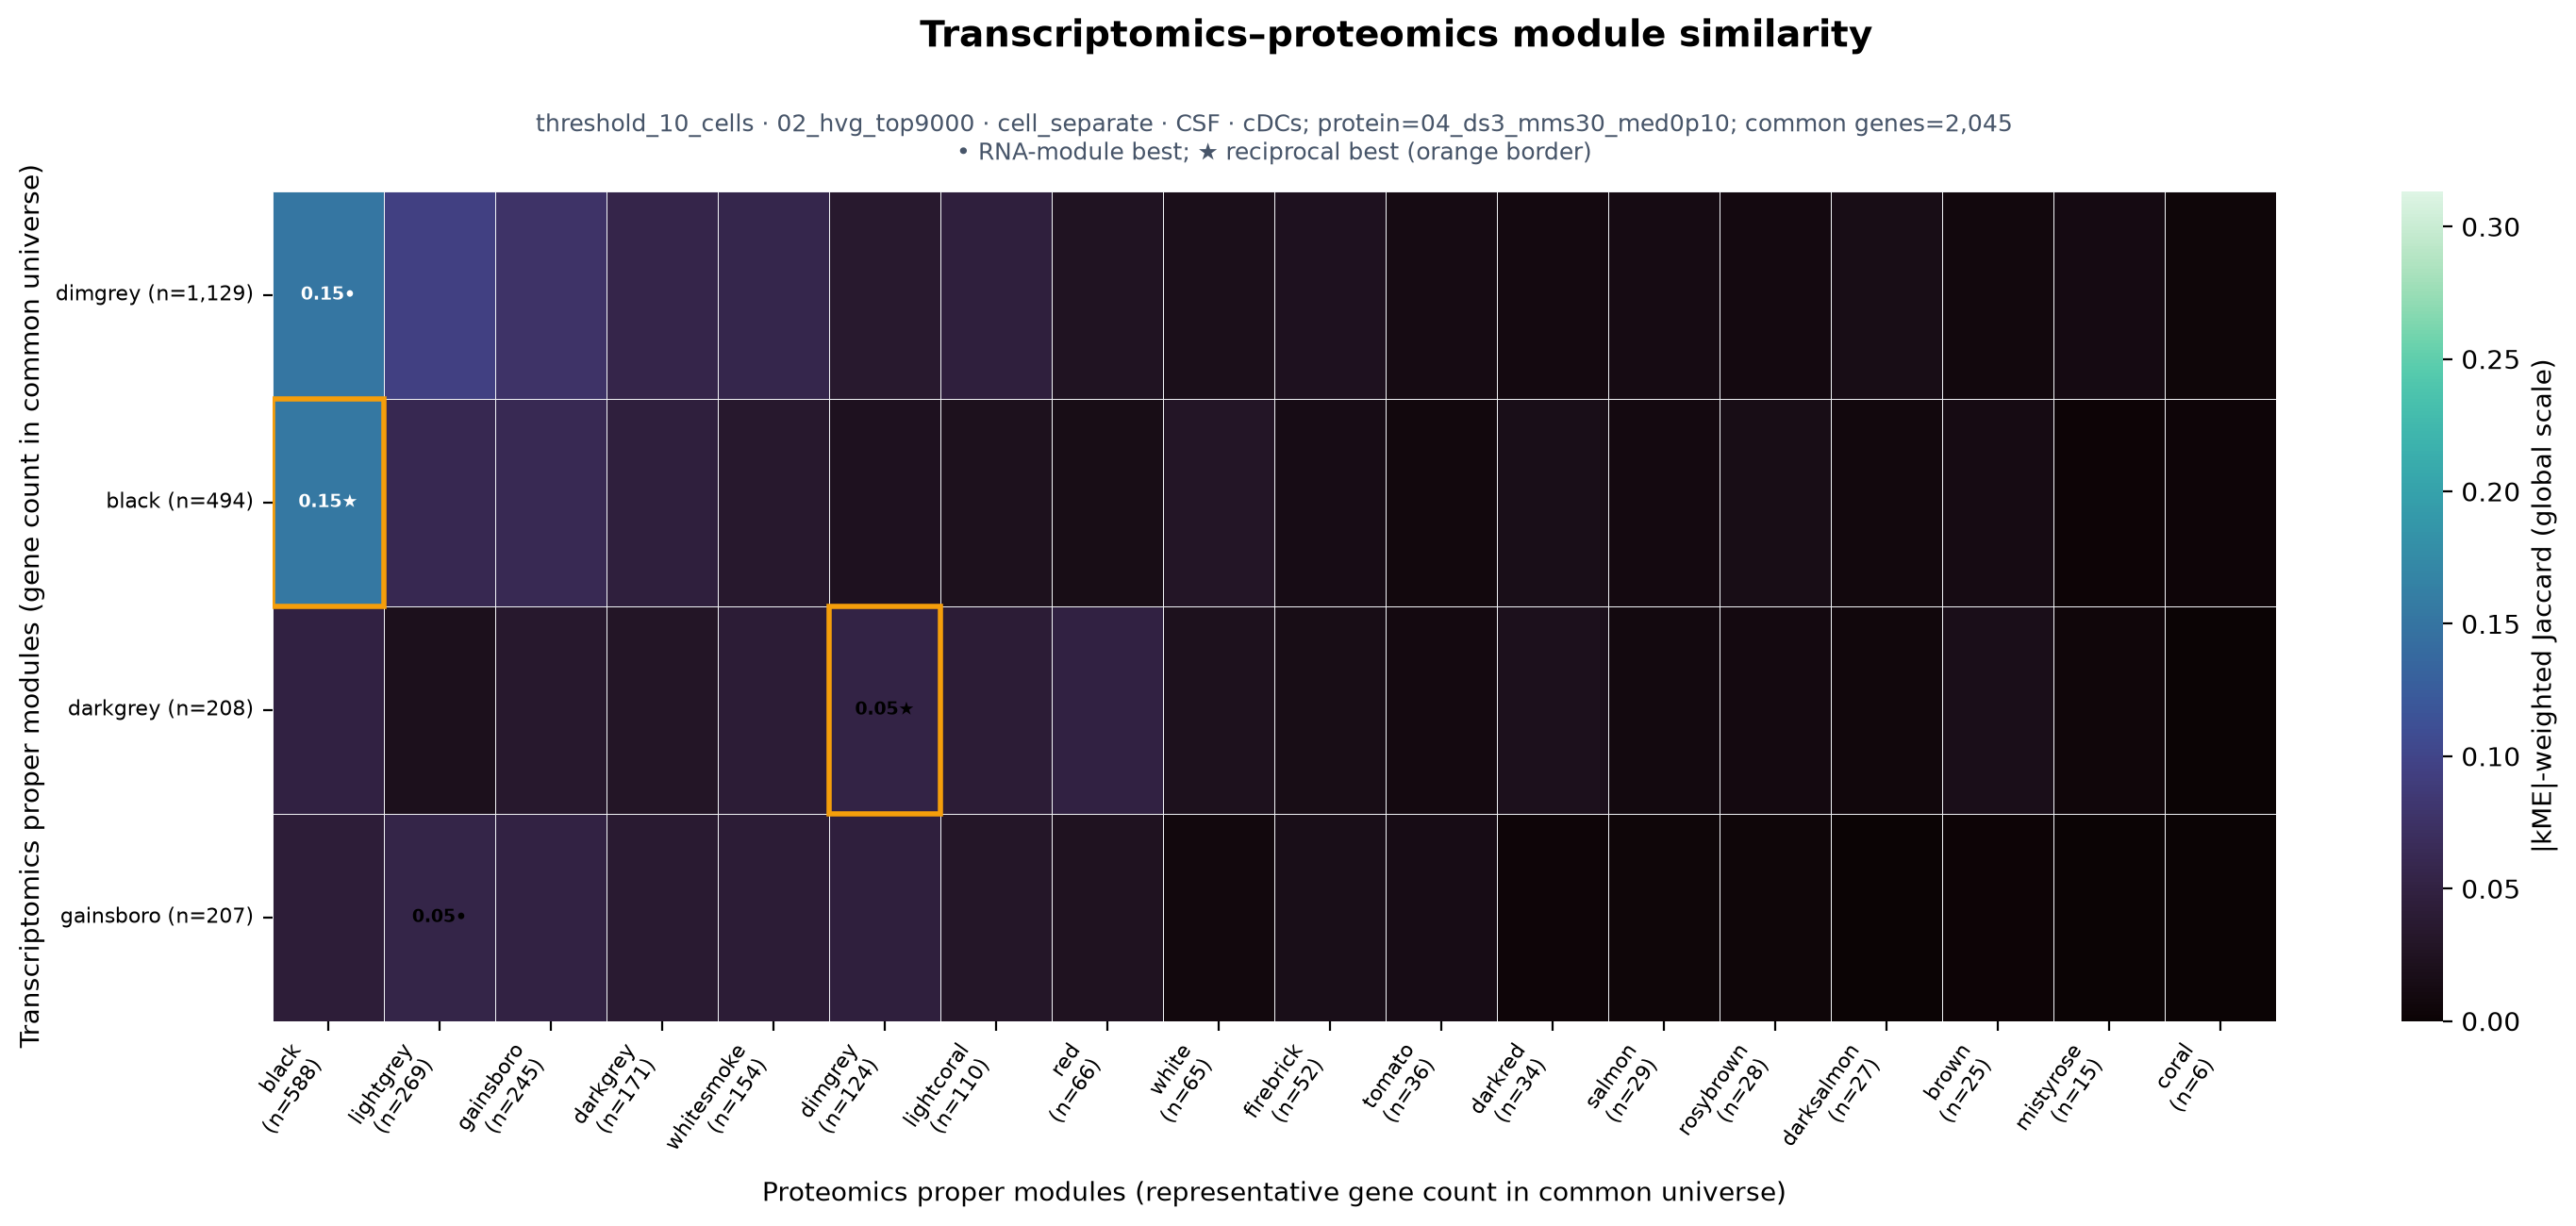 Transcriptomics–proteomics module similarity
threshold_10_cells · 02_hvg_top9000 · cell_separate · CSF · cDCs; protein=04_ds3_mms30_med0p10; common genes=2,045
• RNA-module best; ★ reciprocal best (orange border)
Transcriptomics proper modules (gene count in common universe)
dimgrey (n=1,129)
black (n=494)
darkgrey (n=208)
gainsboro (n=207)
0.15•
0.15★
0.05★
0.05•
black
(n=588)
lightgrey
(n=269)
gainsboro
(n=245)
darkgrey
(n=171)
whitesmoke
(n=154)
dimgrey
(n=124)
lightcoral
(n=110)
red
(n=66)
white
(n=65)
firebrick
(n=52)
tomato
(n=36)
darkred
(n=34)
salmon
(n=29)
rosybrown
(n=28)
darksalmon
(n=27)
brown
(n=25)
mistyrose
(n=15)
coral
(n=6)
Proteomics proper modules (representative gene count in common universe)
0.30
0.25
0.20
0.15
0.10
0.05
0.00
|kME|-weighted Jaccard (global scale)